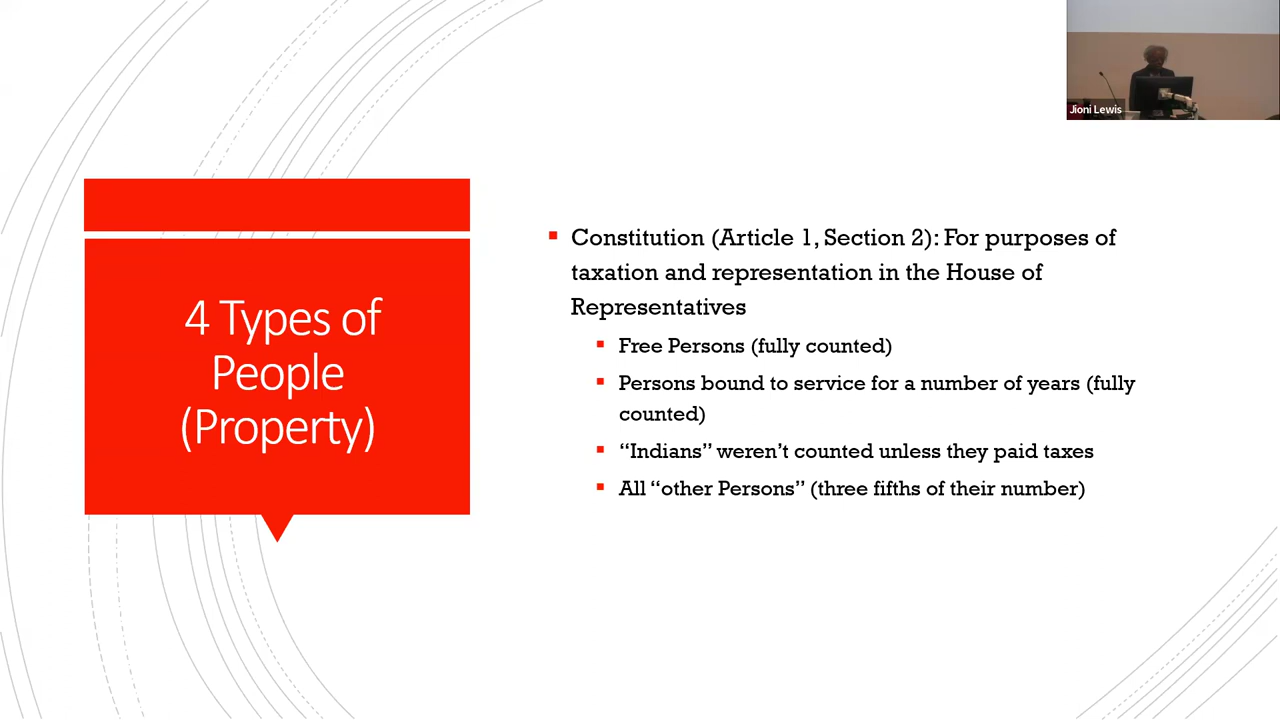 Jioni Lewis
4 Types of
People
(Property)
▪ Constitution (Article 1, Section 2): For purposes of
taxation and representation in the House of
Representatives
▪ Free Persons (fully counted)
▪ Persons bound to service for a number of years (fully
counted)
▪ “Indians” weren’t counted unless they paid taxes
▪ All “other Persons” (three fifths of their number)